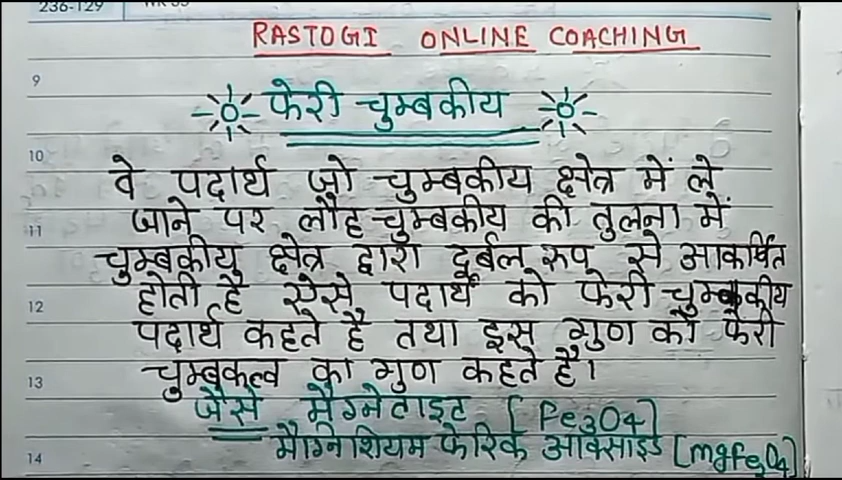 236-129
RASTOGI ONLINE COACHING
9
फेरी चुम्बकीय
10
वे पदार्थ जो चुम्बकीय क्षेत्र में ले
11
जाने पर लौह चुम्बकीय की तुलना में
चुम्बकीय क्षेत्र द्वारा दुर्बल रूप से आकर्षित
12
होती है ऐसे पदार्थ को फेरी चुम्बकीय
पदार्थ कहते है तथा इस गुण को फेरी
13
चुम्बकत्व का गुण कहते है।
जैसे मैग्नेटाइट [Fe3O4]
14
मैग्निशियम फेरिक आक्साइड [mgFe2O4]